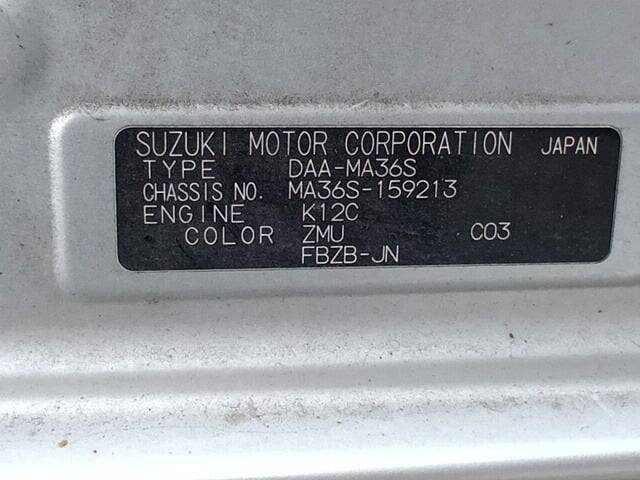 SUZUKI MOTOR CORPORATION JAPAN
TYPE DAA-MA36S
CHASSIS NO. MA36S-159213
ENGINE K12C
COLOR ZMU C03
FBZB-JN